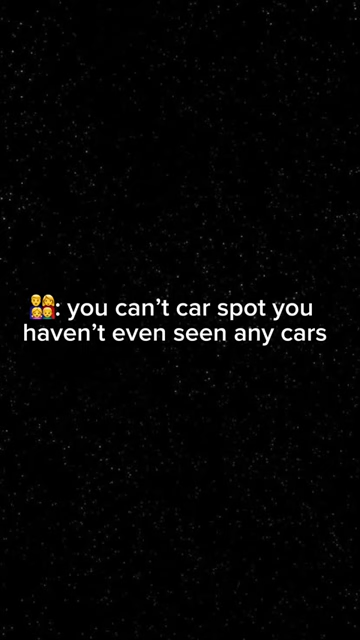 👨‍👩‍👧‍👦: you can’t car spot you
haven’t even seen any cars